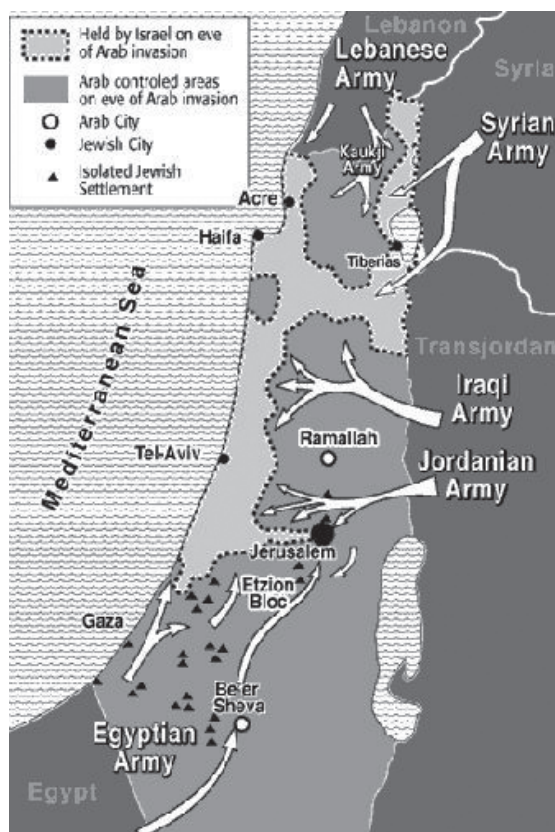 Held by Israel on eve
of Arab invasion
Arab controled areas
on eve of Arab invasion
Arab City
Jewish City
Isolated Jewish
Settlement
Lebanon
Lebanese
Army
Syria
Syrian
Army
Kaukji
Army
Acre
Haifa
Tiberias
Mediterranean Sea
Transjordan
Iraqi
Army
Ramallah
Tel-Aviv
Jordanian
Army
Jerusalem
Etzion
Bloc
Gaza
Be'er
Sheva
Egyptian
Army
Egypt